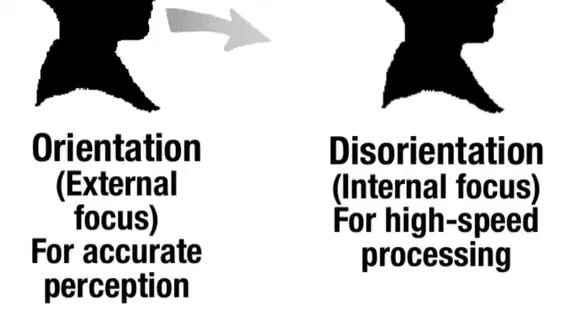 Orientation
(External
focus)
For accurate
perception
Disorientation
(Internal focus)
For high-speed
processing